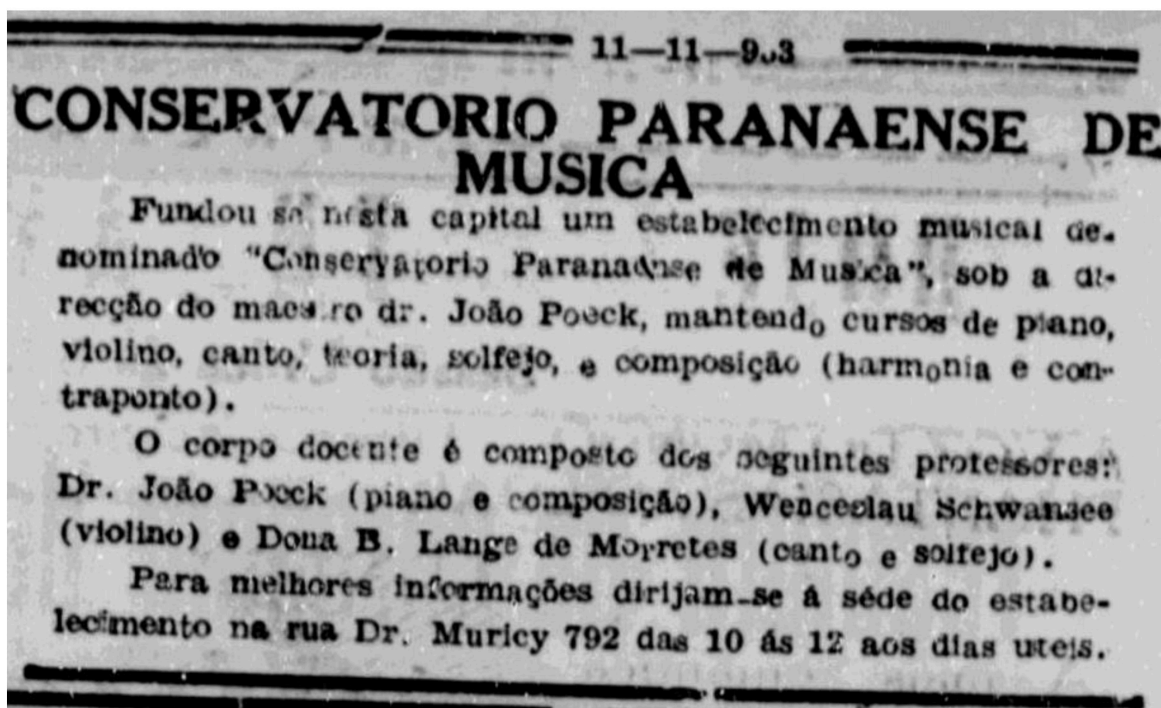 11—11—9
CONSERVATORIO PARANAENSE DE
MUSICA
Fundou se nesta capital um estabelecimento musical de-
nominado "Conservatorio Paranaense de Musica", sob a di-
recção do maestro dr. João Poeck, mantendo cursos de piano,
violino, canto, teoria, solfejo, e composição (harmonia e con-
traponto).
O corpo docente é composto dos seguintes professores:
Dr. João Poeck (piano e composição), Wenceslau Schwansee
(violino) e Dona B. Lange de Morretes (canto e solfejo).
Para melhores informações dirijam-se á séde do estabe-
lecimento na rua Dr. Muricy 792 das 10 ás 12 aos dias uteis.